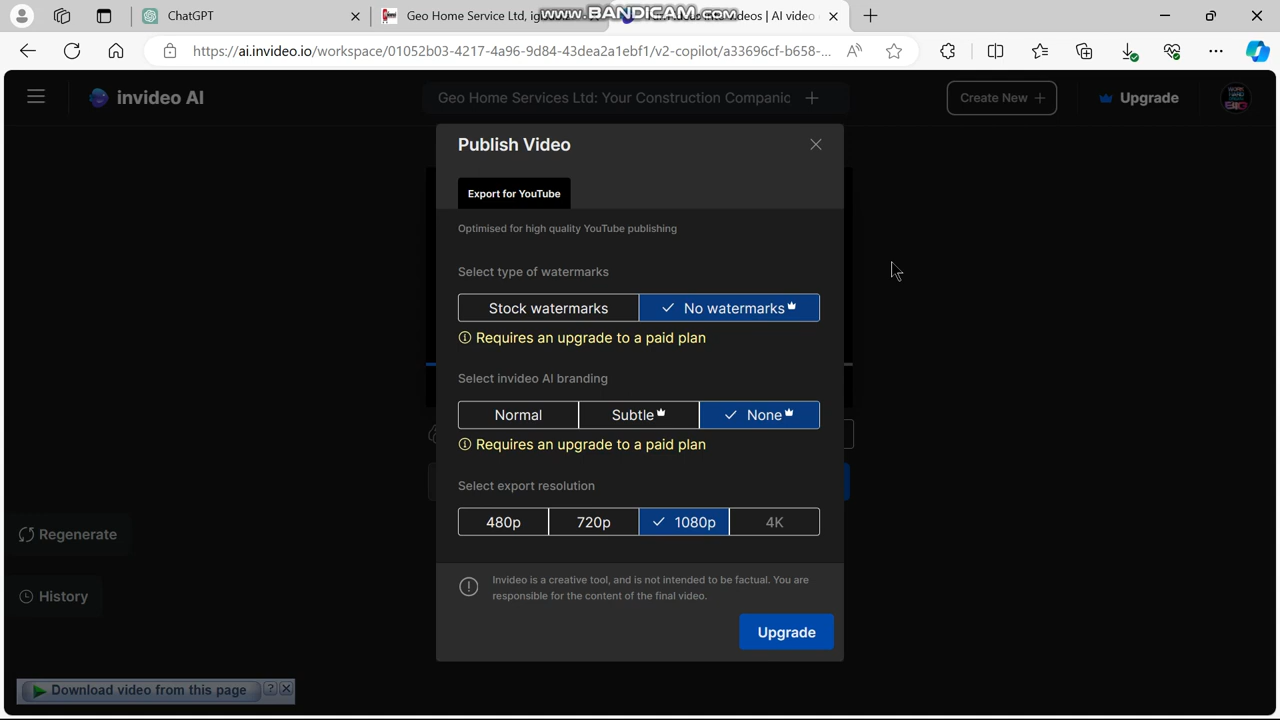 ChatGPT
Geo Home Service Ltd, ig
www.BANDICAM.com
videos | AI video
https://ai.invideo.io/workspace/01052b03-4217-4a96-9d84-43dea2a1ebf1/v2-copilot/a33696cf-b658-...
invideo AI
Geo Home Services Ltd: Your Construction Companic
Create New +
Upgrade
Publish Video
Export for YouTube
Optimised for high quality YouTube publishing
Select type of watermarks
Stock watermarks
No watermarks
Requires an upgrade to a paid plan
Select invideo AI branding
Normal
Subtle
None
Requires an upgrade to a paid plan
Select export resolution
480p
720p
1080p
4K
Regenerate
History
Invideo is a creative tool, and is not intended to be factual. You are
responsible for the content of the final video.
Upgrade
Download video from this page